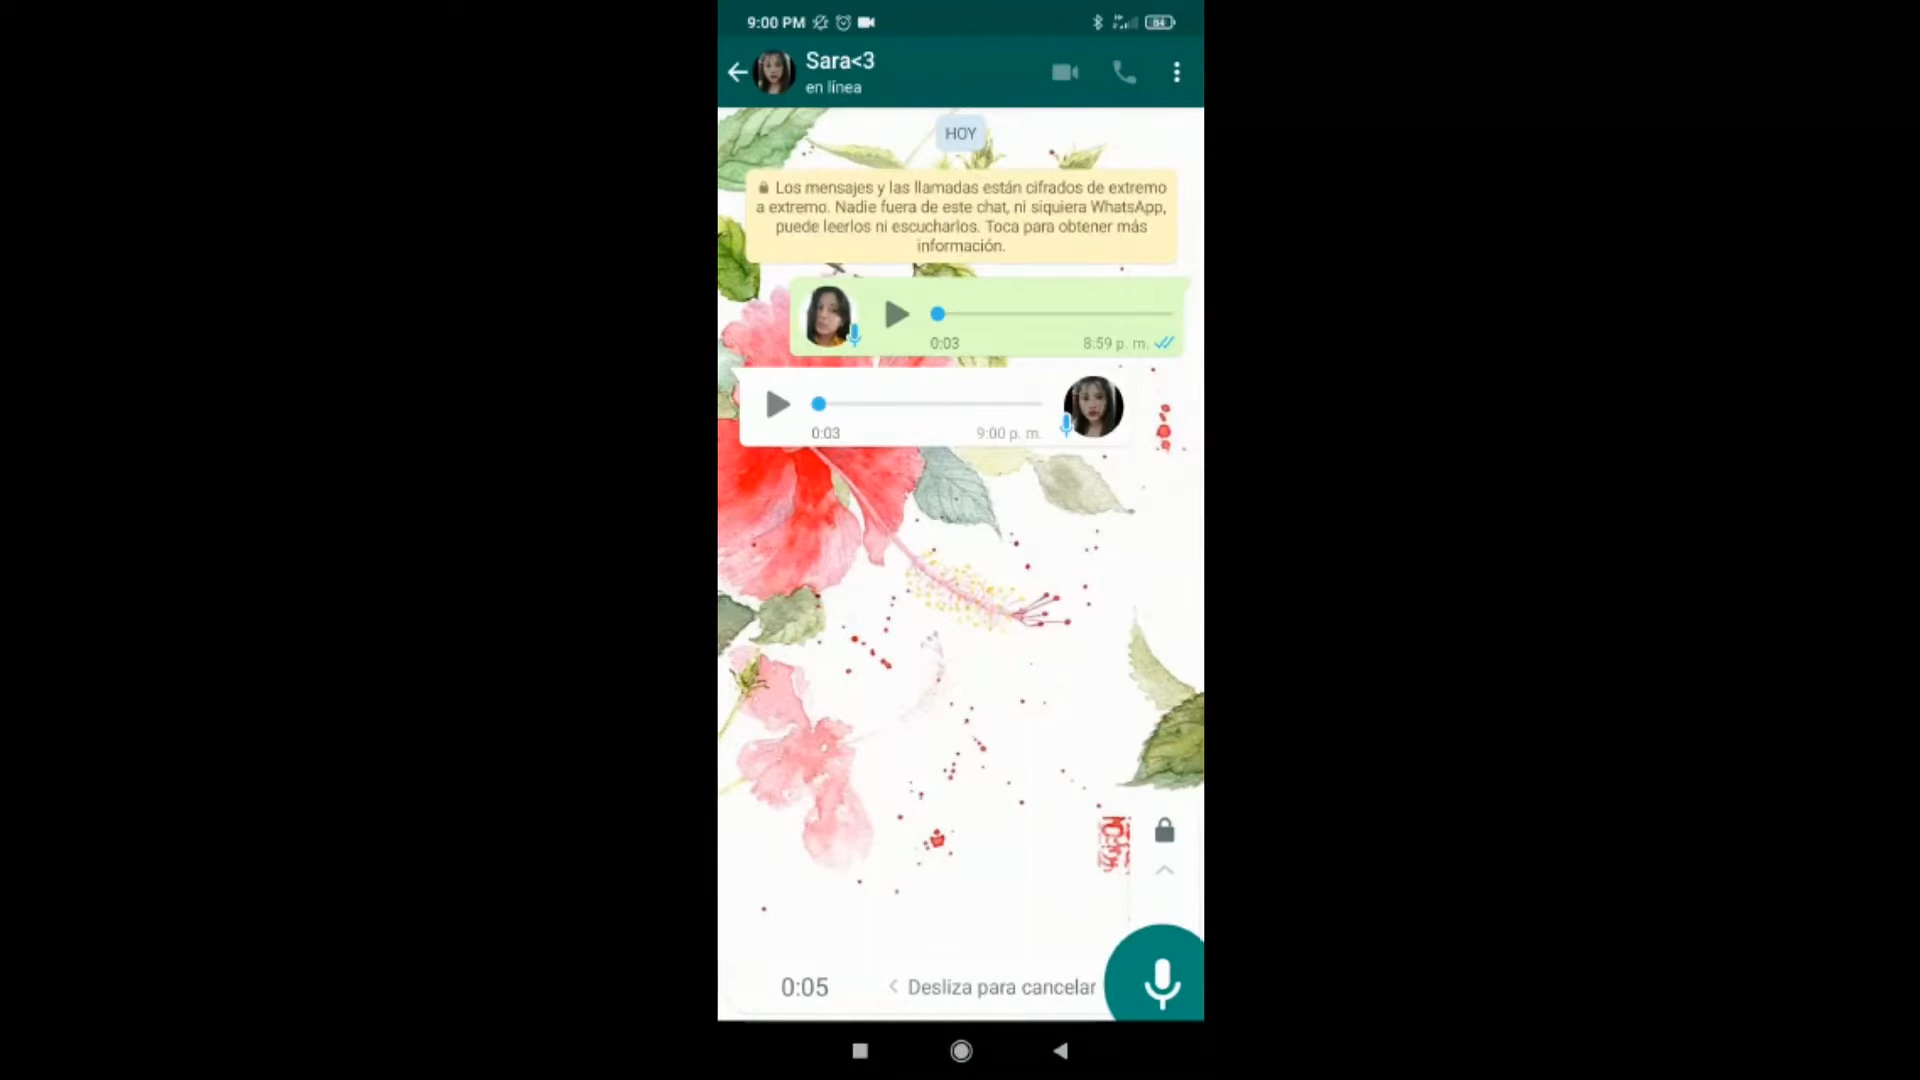 9:00 PM
84
Sara<3
en línea
HOY
Los mensajes y las llamadas están cifrados de extremo
a extremo. Nadie fuera de este chat, ni siquiera WhatsApp,
puede leerlos ni escucharlos. Toca para obtener más
información.
0:03
8:59 p. m.
0:03
9:00 p. m.
0:05
< Desliza para cancelar